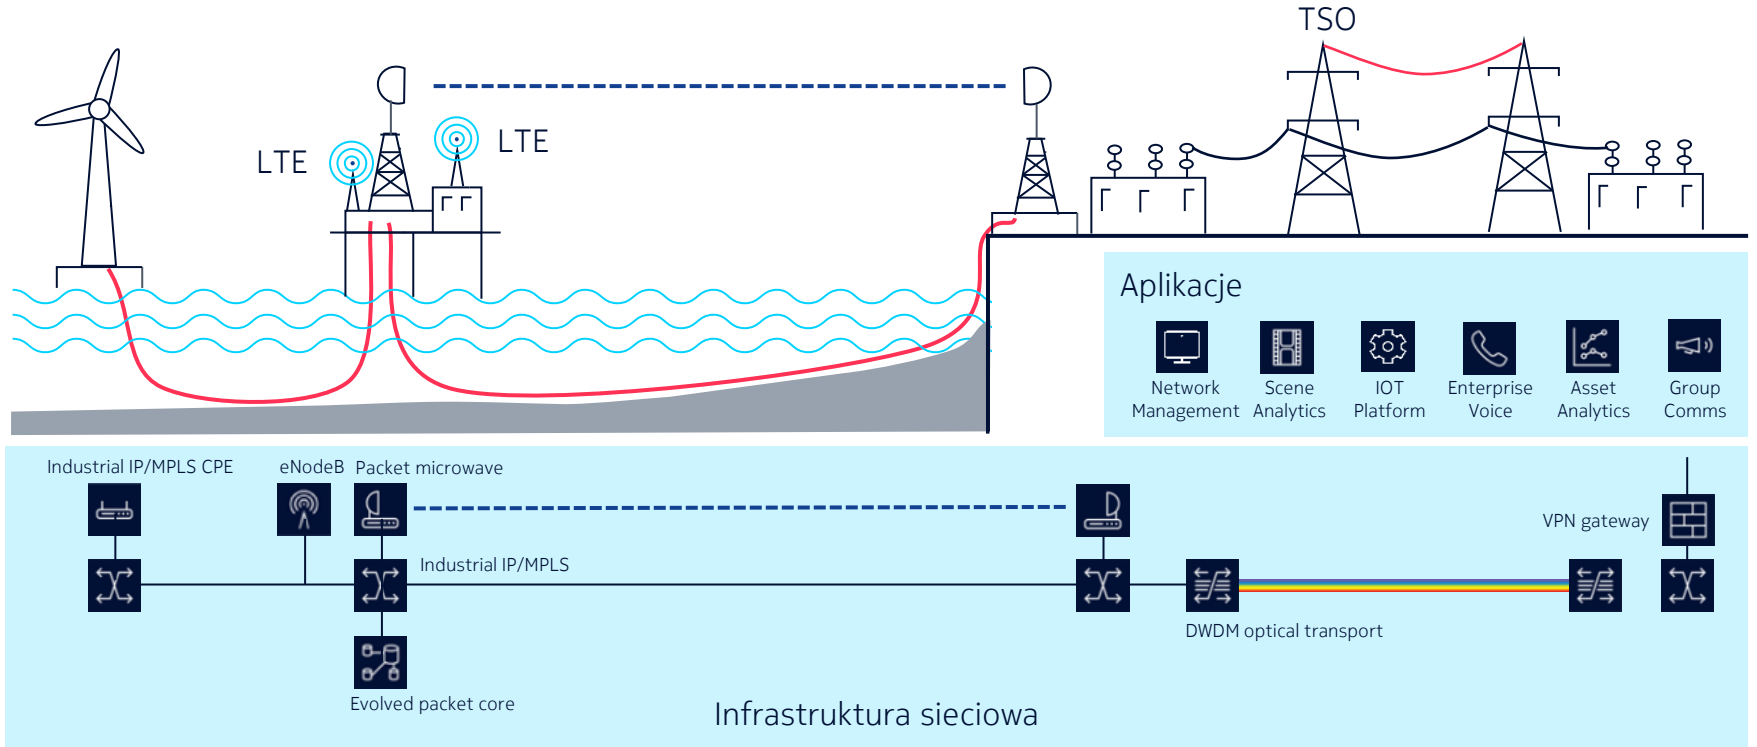 TSO
LTE
LTE
Aplikacje
Network
Management
Scene
Analytics
IOT
Platform
Enterprise
Voice
Asset
Analytics
Group
Comms
Industrial IP/MPLS CPE
eNodeB
Packet microwave
VPN gateway
Industrial IP/MPLS
DWDM optical transport
Evolved packet core
Infrastruktura sieciowa